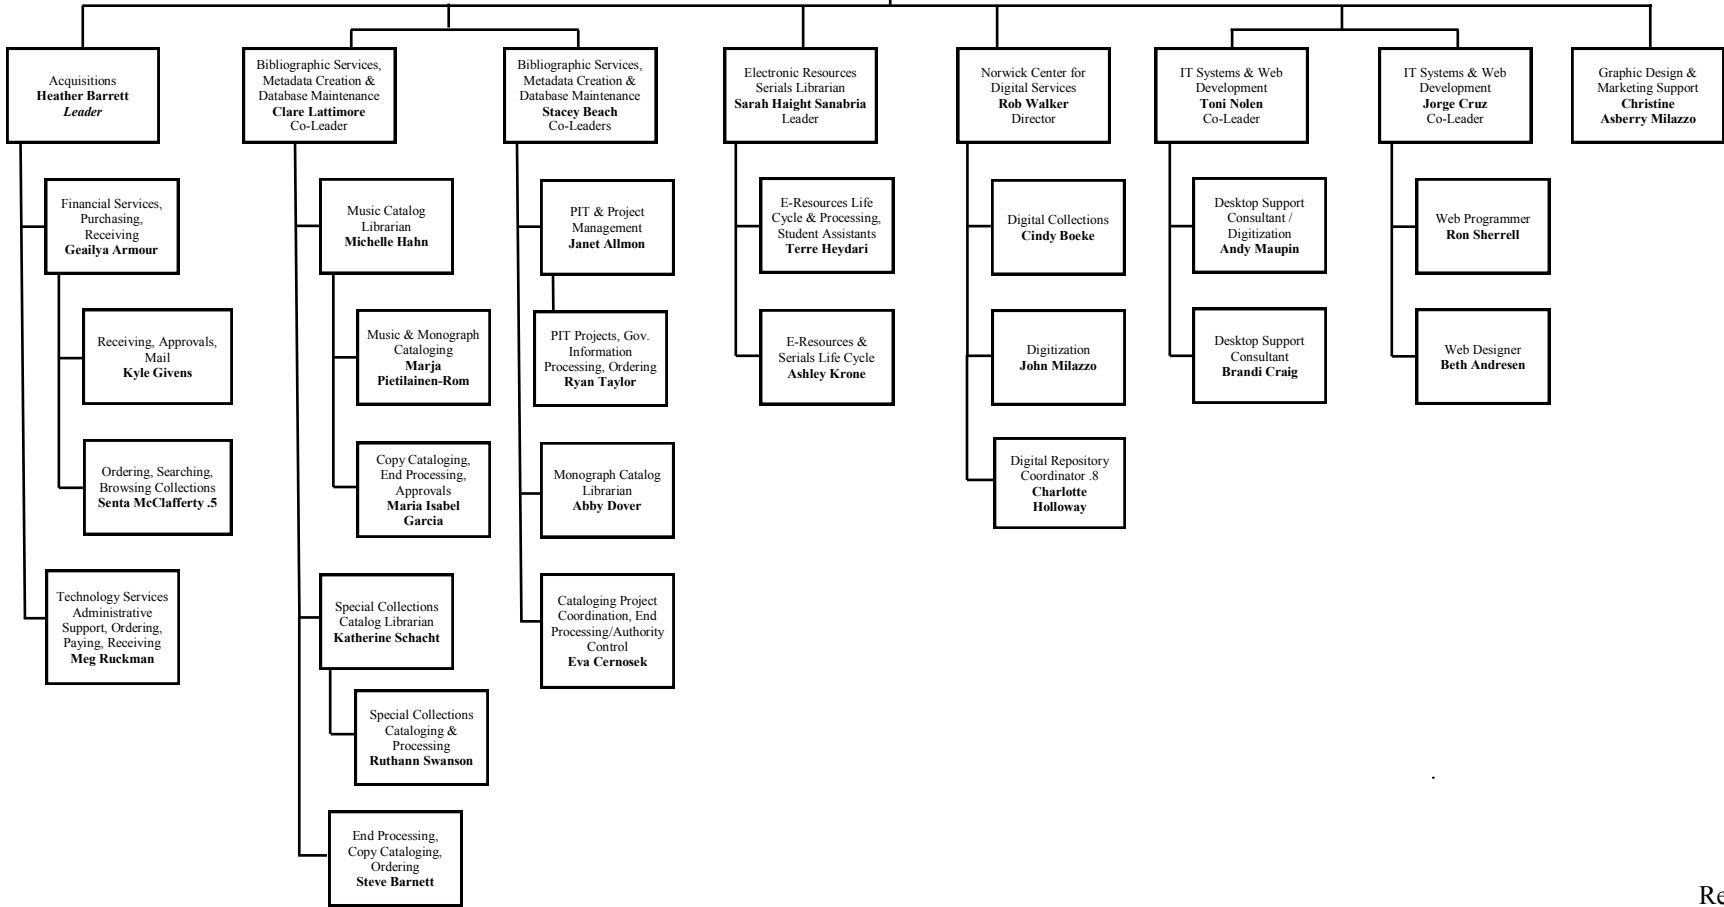 Acquisitions
Heather Barrett
Leader
Financial Services,
Purchasing,
Receiving
Geailya Armour
Receiving, Approvals,
Mail
Kyle Givens
Ordering, Searching,
Browsing Collections
Senta McClafferty .5
Technology Services
Administrative
Support, Ordering,
Paying, Receiving
Meg Ruckman
Bibliographic Services,
Metadata Creation &
Database Maintenance
Clare Lattimore
Co-Leader
Music Catalog
Librarian
Michelle Hahn
Music & Monograph
Cataloging
Marja
Pietilainen-Rom
Copy Cataloging,
End Processing,
Approvals
Maria Isabel
Garcia
Special Collections
Catalog Librarian
Katherine Schacht
Special Collections
Cataloging &
Processing
Ruthann Swanson
End Processing,
Copy Cataloging,
Ordering
Steve Barnett
Bibliographic Services,
Metadata Creation &
Database Maintenance
Stacey Beach
Co-Leaders
PIT & Project
Management
Janet Allmon
PIT Projects, Gov.
Information
Processing, Ordering
Ryan Taylor
Monograph Catalog
Librarian
Abby Dover
Cataloging Project
Coordination, End
Processing/Authority
Control
Eva Cernosek
Electronic Resources
Serials Librarian
Sarah Haight Sanabria
Leader
E-Resources Life
Cycle & Processing,
Student Assistants
Terre Heydari
E-Resources &
Serials Life Cycle
Ashley Krone
Norwick Center for
Digital Services
Rob Walker
Director
Digital Collections
Cindy Boeke
Digitization
John Milazzo
Digital Repository
Coordinator .8
Charlotte
Holloway
IT Systems & Web
Development
Toni Nolen
Co-Leader
Desktop Support
Consultant /
Digitization
Andy Maupin
Desktop Support
Consultant
Brandi Craig
IT Systems & Web
Development
Jorge Cruz
Co-Leader
Web Programmer
Ron Sherrell
Web Designer
Beth Andresen
Graphic Design &
Marketing Support
Christine
Asberry Milazzo
.
Re